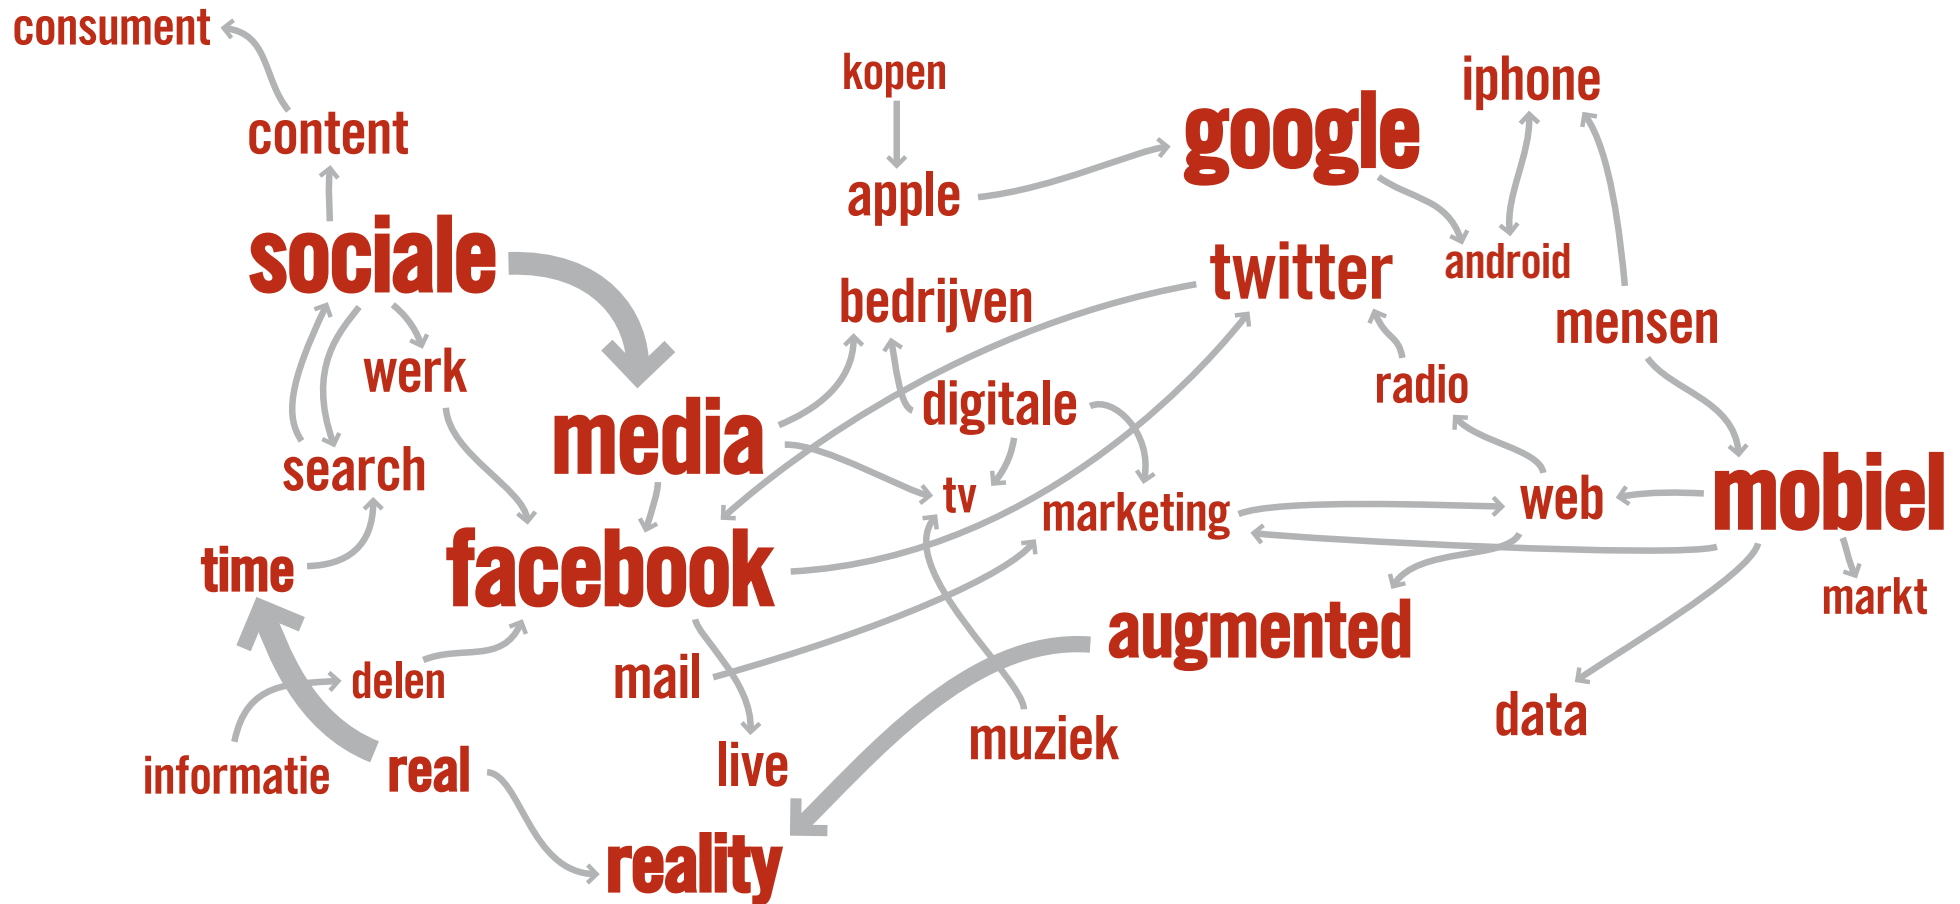 consument
kopen
iphone
content
google
apple
sociale
twitter
android
bedrijven
mensen
werk
radio
digitale
media
search
tv
marketing
web
mobiel
time
facebook
markt
augmented
delen
mail
data
informatie
real
live
muziek
reality